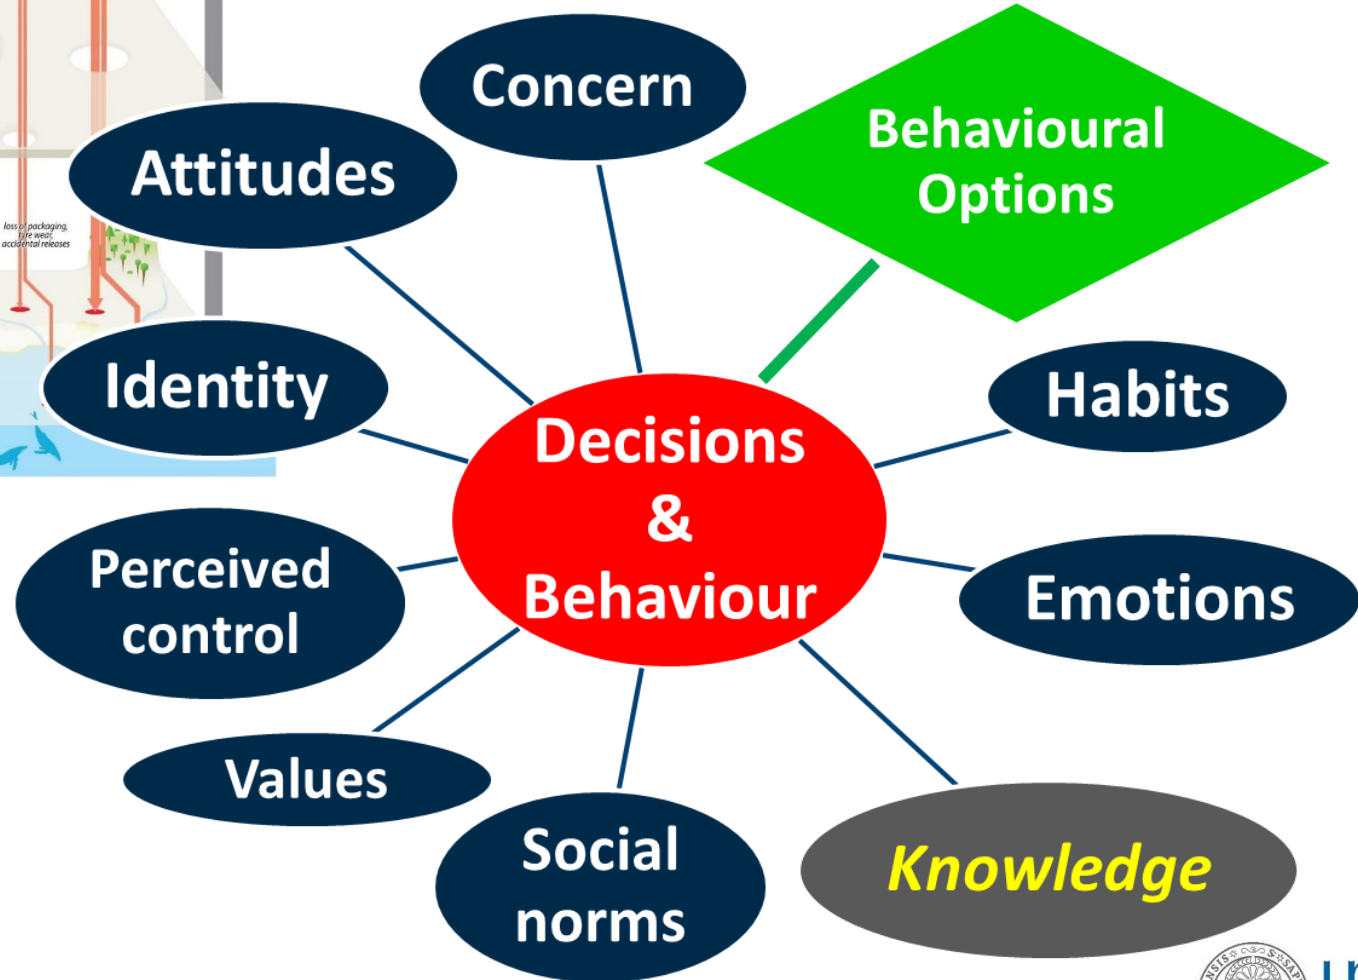 Concern
Behavioural
Options
Attitudes
loss of packaging,
tyre wear,
accidental releases
Identity
Habits
Decisions
&
Behaviour
Perceived
control
Emotions
Values
Social
norms
Knowledge